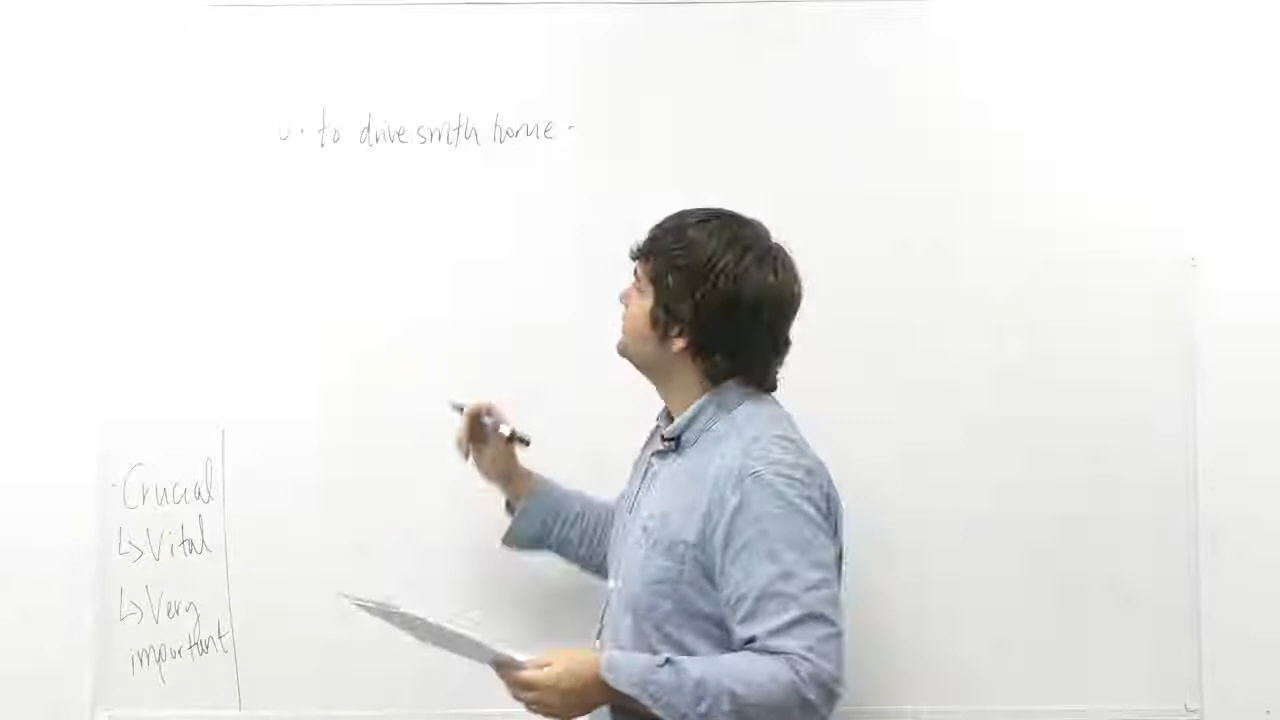 to drive smth home.
Crucial
↳ Vital
↳ Very
important